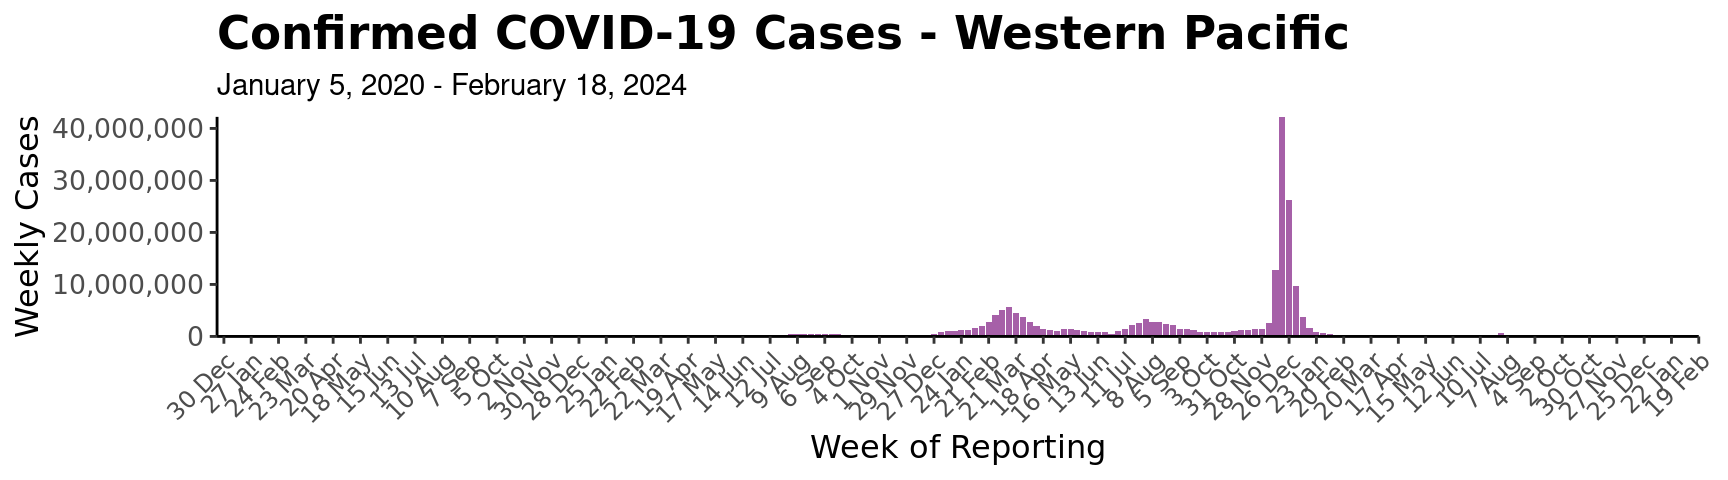 Confirmed COVID-19 Cases - Western Pacific
January 5, 2020 - February 18, 2024
Weekly Cases
40,000,000
30,000,000
20,000,000
10,000,000
0
30 Dec
27 Jan
24 Feb
23 Mar
20 Apr
18 May
15 Jun
13 Jul
10 Aug
7 Sep
5 Oct
2 Nov
30 Nov
28 Dec
25 Jan
22 Feb
22 Mar
19 Apr
17 May
14 Jun
12 Jul
9 Aug
6 Sep
4 Oct
1 Nov
29 Nov
27 Dec
24 Jan
21 Feb
21 Mar
18 Apr
16 May
13 Jun
11 Jul
8 Aug
5 Sep
3 Oct
31 Oct
28 Nov
26 Dec
23 Jan
20 Feb
20 Mar
17 Apr
15 May
12 Jun
10 Jul
7 Aug
4 Sep
2 Oct
30 Oct
27 Nov
25 Dec
22 Jan
19 Feb
Week of Reporting